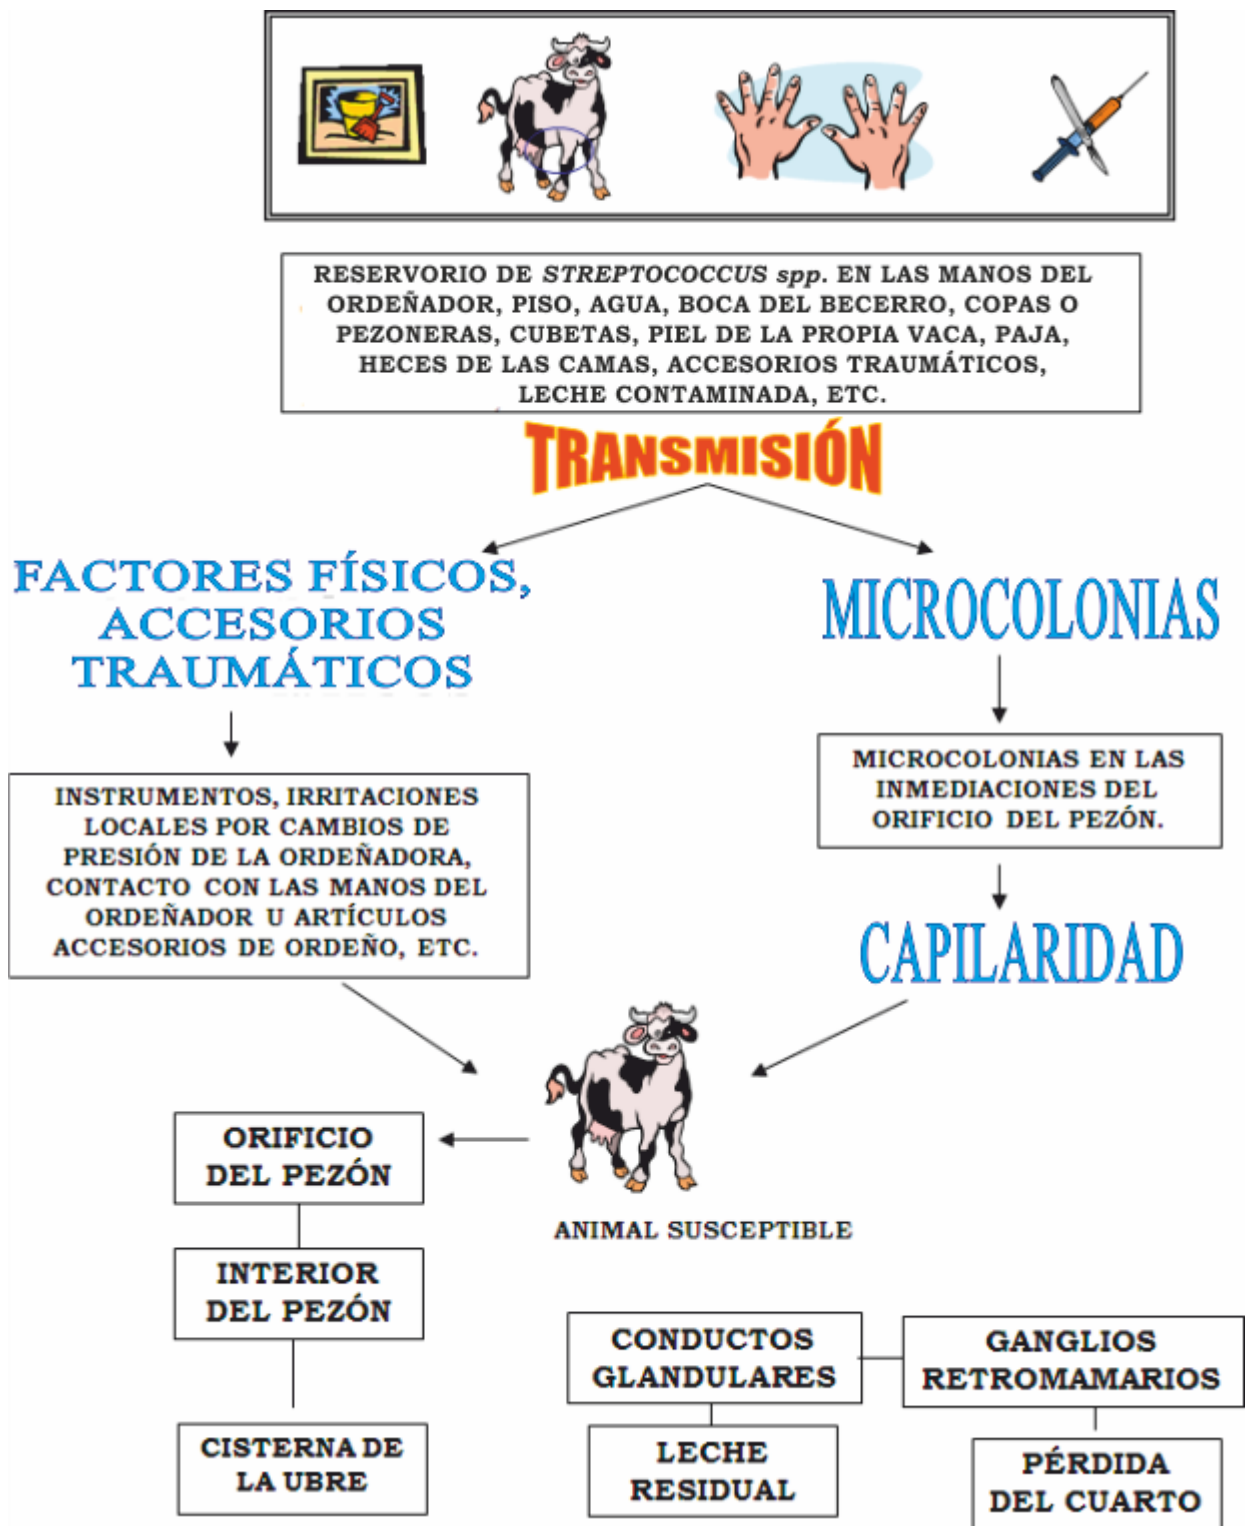 RESERVORIO DE STREPTOCOCCUS spp. EN LAS MANOS DEL
ORDEÑADOR, PISO, AGUA, BOCA DEL BECERRO, COPAS O
PEZONERAS, CUBETAS, PIEL DE LA PROPIA VACA, PAJA,
HECES DE LAS CAMAS, ACCESORIOS TRAUMÁTICOS,
LECHE CONTAMINADA, ETC.
TRANSMISIÓN
FACTORES FÍSICOS,
ACCESORIOS
TRAUMÁTICOS
MICROCOLONIAS
INSTRUMENTOS, IRRITACIONES
LOCALES POR CAMBIOS DE
PRESIÓN DE LA ORDEÑADORA,
CONTACTO CON LAS MANOS DEL
ORDEÑADOR U ARTÍCULOS
ACCESORIOS DE ORDEÑO, ETC.
MICROCOLONIAS EN LAS
INMEDIACIONES DEL
ORIFICIO DEL PEZÓN.
CAPILARIDAD
ANIMAL SUSCEPTIBLE
ORIFICIO
DEL PEZÓN
INTERIOR
DEL PEZÓN
CISTERNA DE
LA UBRE
CONDUCTOS
GLANDULARES
LECHE
RESIDUAL
GANGLIOS
RETROMAMARIOS
PÉRDIDA
DEL CUARTO